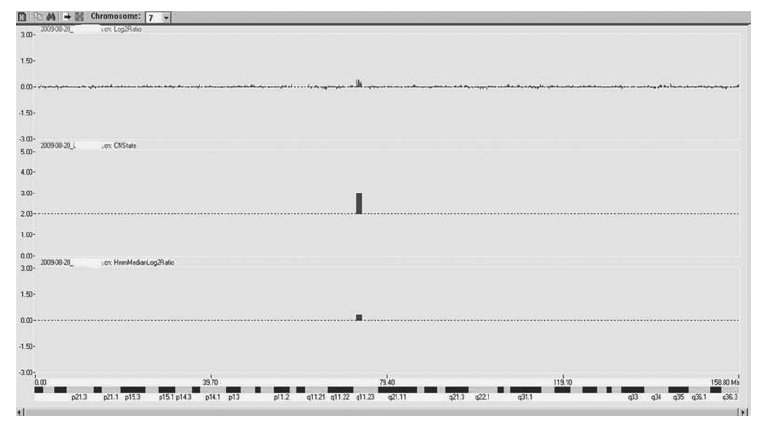 Chromosome: 7
3.00
2009-08-20_ .cn: Log2Ratio
1.50
0.00
-1.50
-3.00
5.00
2009-08-20_ .cn: CNState
4.00
3.00
2.00
1.00
0.00
3.00
2009-08-20_ .cn: HmmMedianLog2Ratio
1.50
0.00
-1.50
-3.00
0.00 39.70 79.40 119.10 158.80 Mb
p21.3 p21.1 p15.3 p15.1 p14.3 p14.1 p13 p11.2 q11.21 q11.22 q11.23 q21.11 q21.3 q22.1 q31.1 q33 q34 q35 q36.1 q36.3